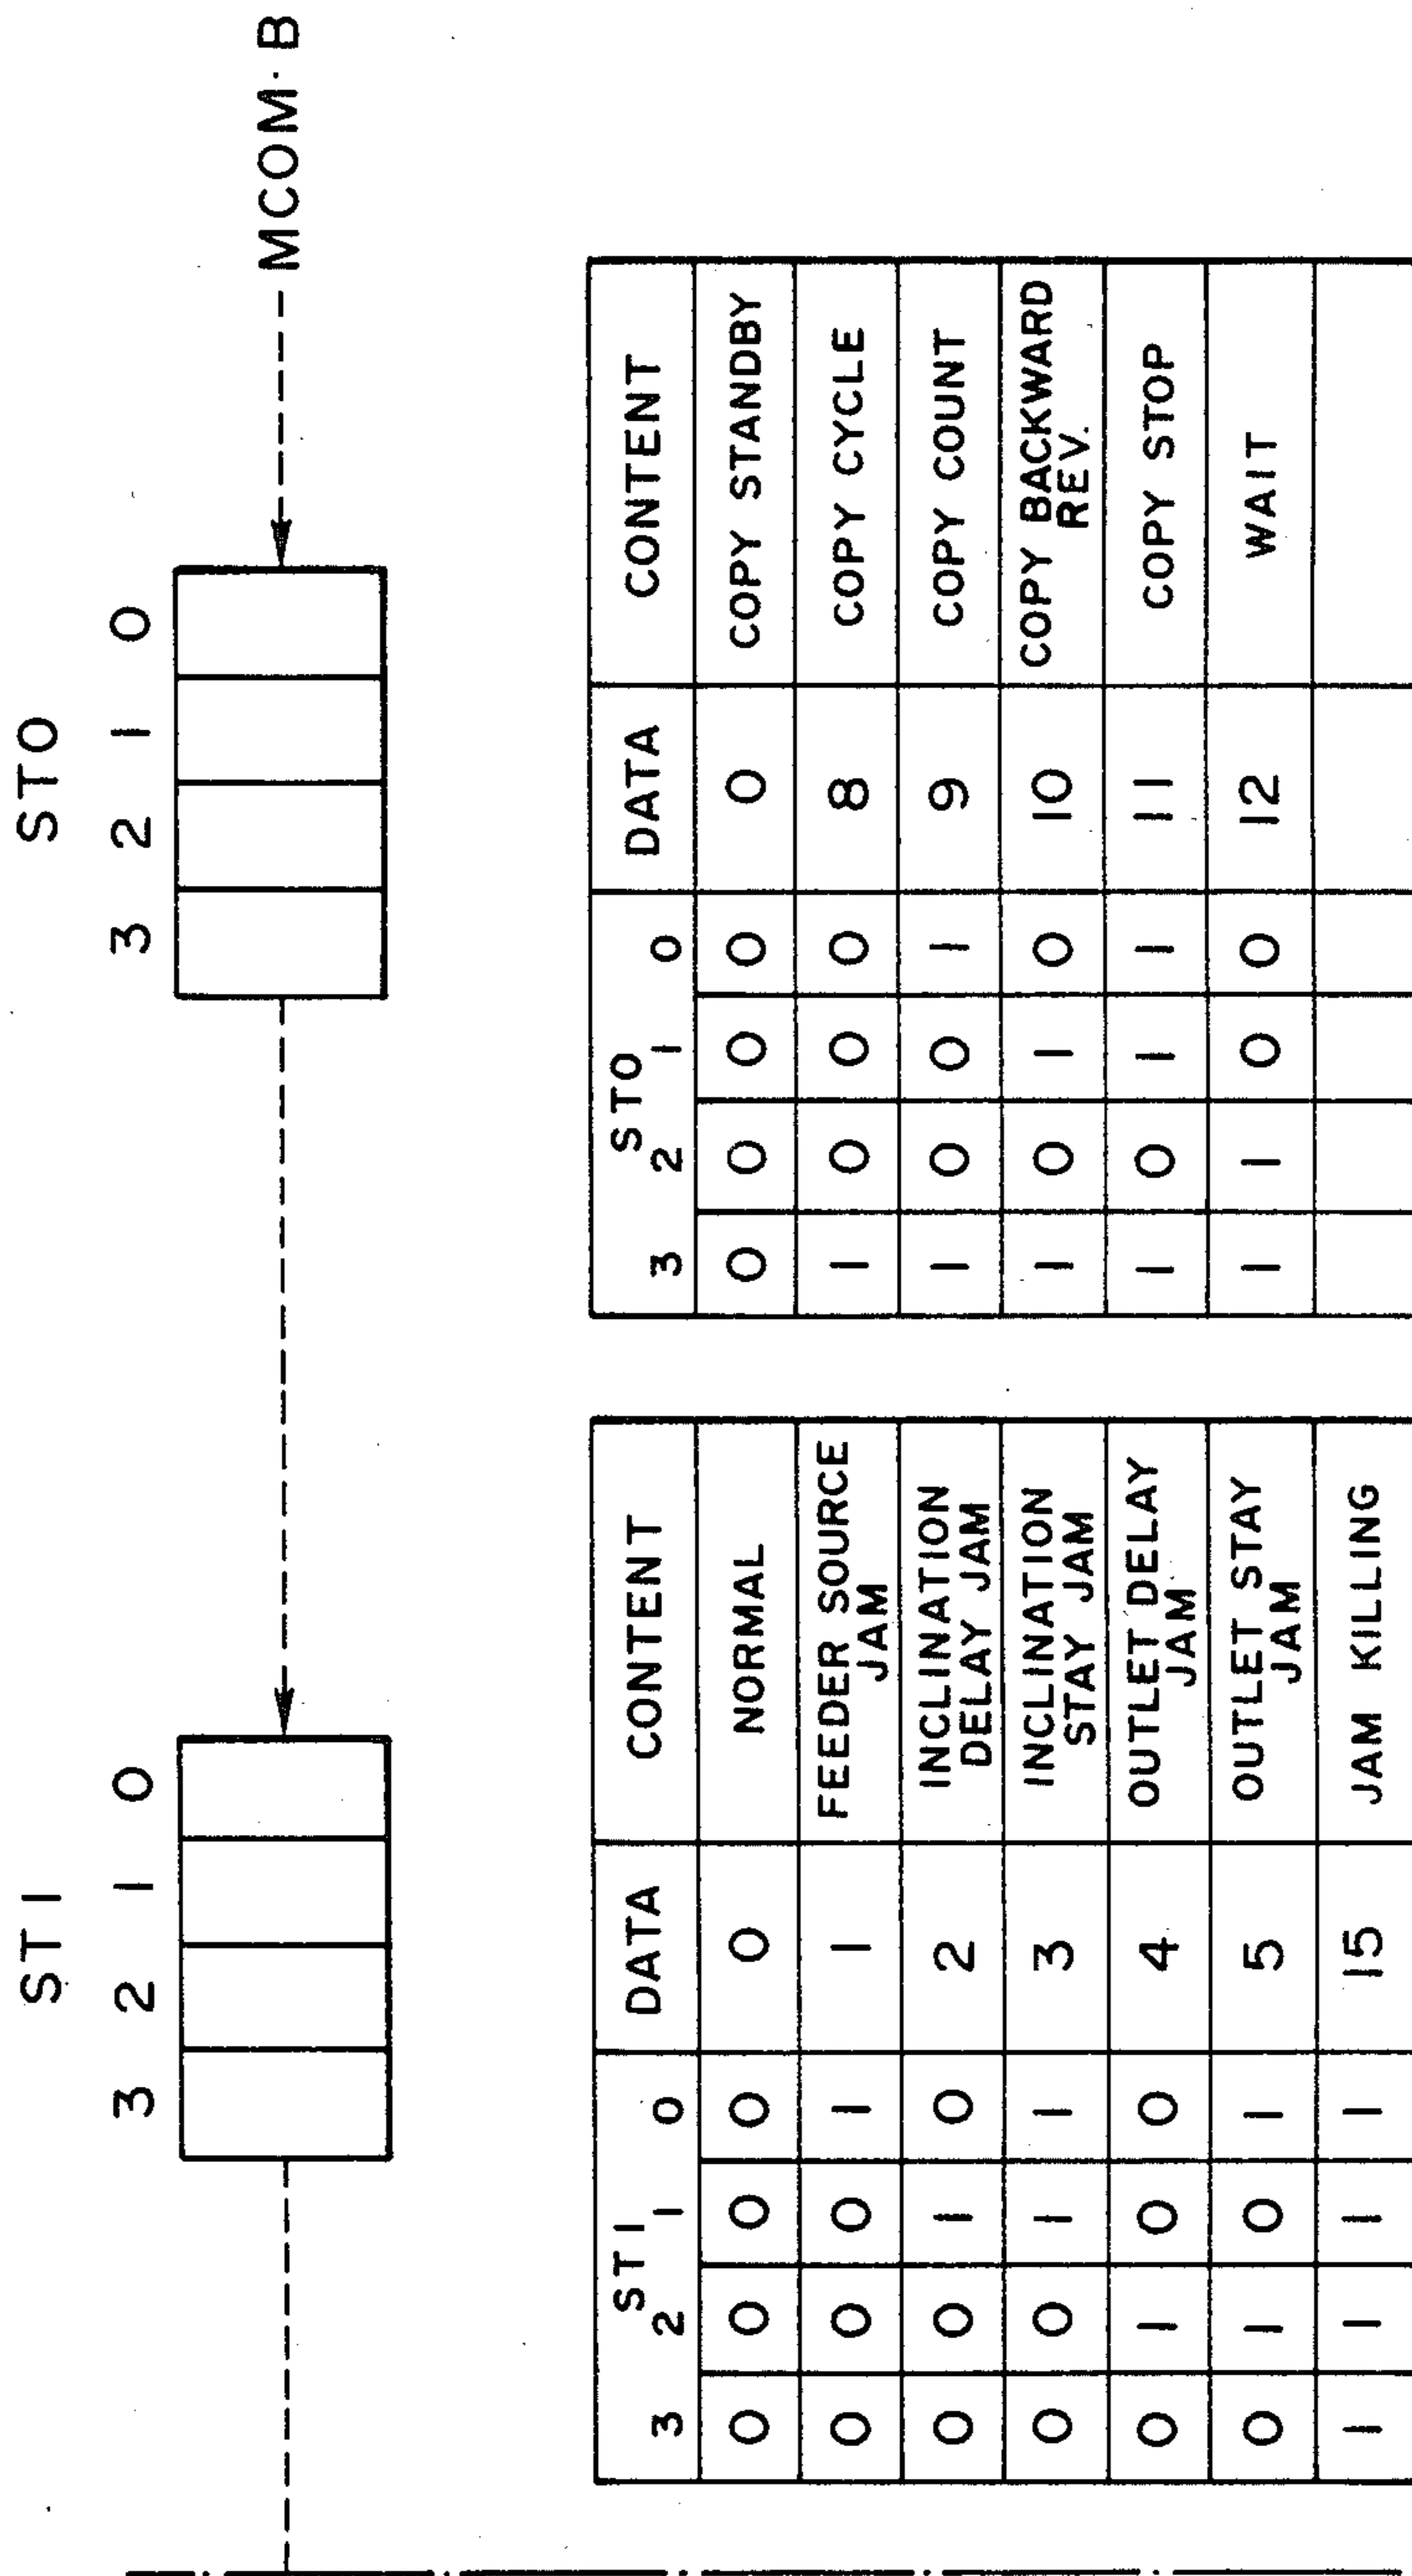 ST1
ST0
3 2 1 0
3 2 1 0
MCOM·B
ST1 DATA CONTENT
3 2 1 0
0 0 0 0 0 NORMAL
0 0 0 1 1 FEEDER SOURCE
JAM
0 0 1 0 2 INCLINATION
DELAY JAM
0 0 1 1 3 INCLINATION
STAY JAM
0 1 0 0 4 OUTLET DELAY
JAM
0 1 0 1 5 OUTLET STAY
JAM
1 1 1 1 15 JAM KILLING
ST0 DATA CONTENT
3 2 1 0
0 0 0 0 0 COPY STANDBY
1 0 0 0 8 COPY CYCLE
1 0 0 1 9 COPY COUNT
1 0 1 0 10 COPY BACKWARD
REV.
1 0 1 1 11 COPY STOP
1 1 0 0 12 WAIT